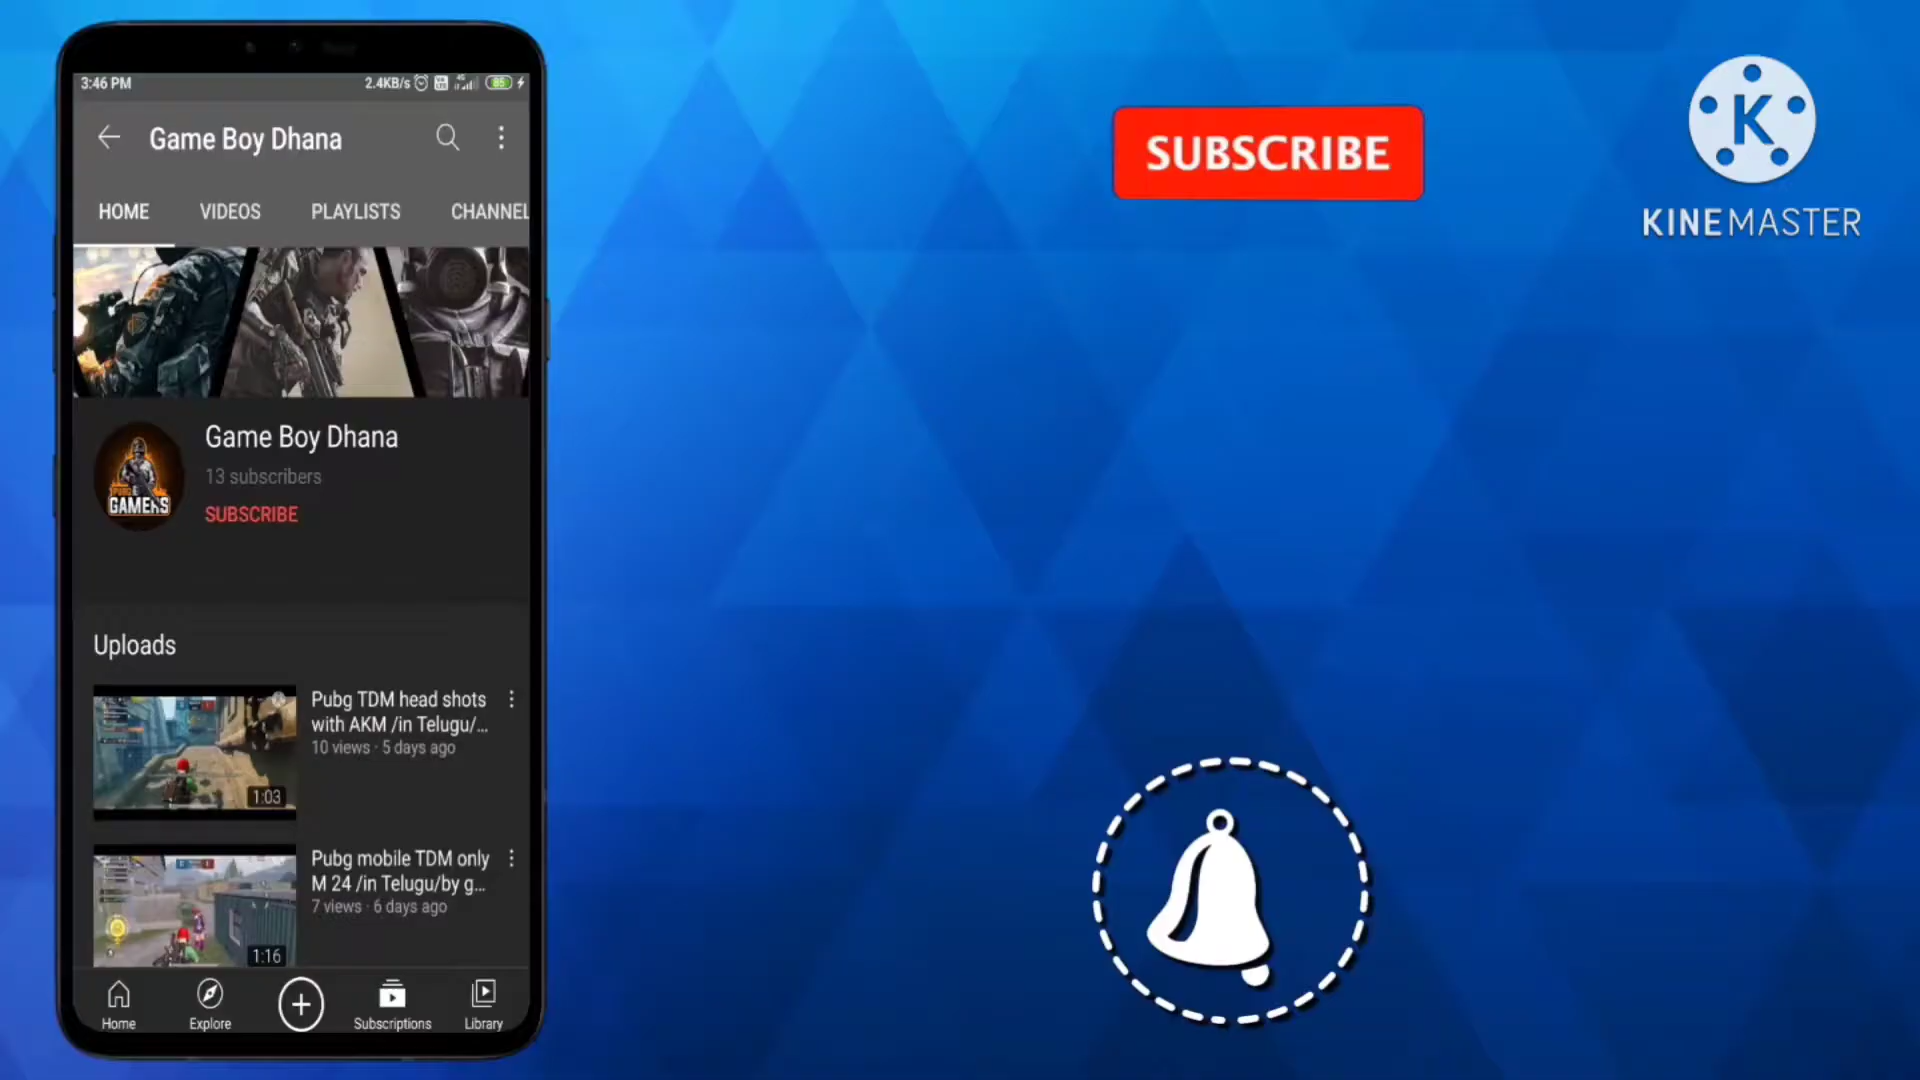 3:46 PM
2.4KB/s
85
Game Boy Dhana
HOME VIDEOS PLAYLISTS CHANNEL
GAMERS
Game Boy Dhana
13 subscribers
SUBSCRIBE
Uploads
Pubg TDM head shots
with AKM /in Telugu/...
10 views · 5 days ago
1:03
Pubg mobile TDM only
M 24 /in Telugu/by g...
7 views · 6 days ago
1:16
Home Explore Subscriptions Library
SUBSCRIBE
K
KINEMASTER